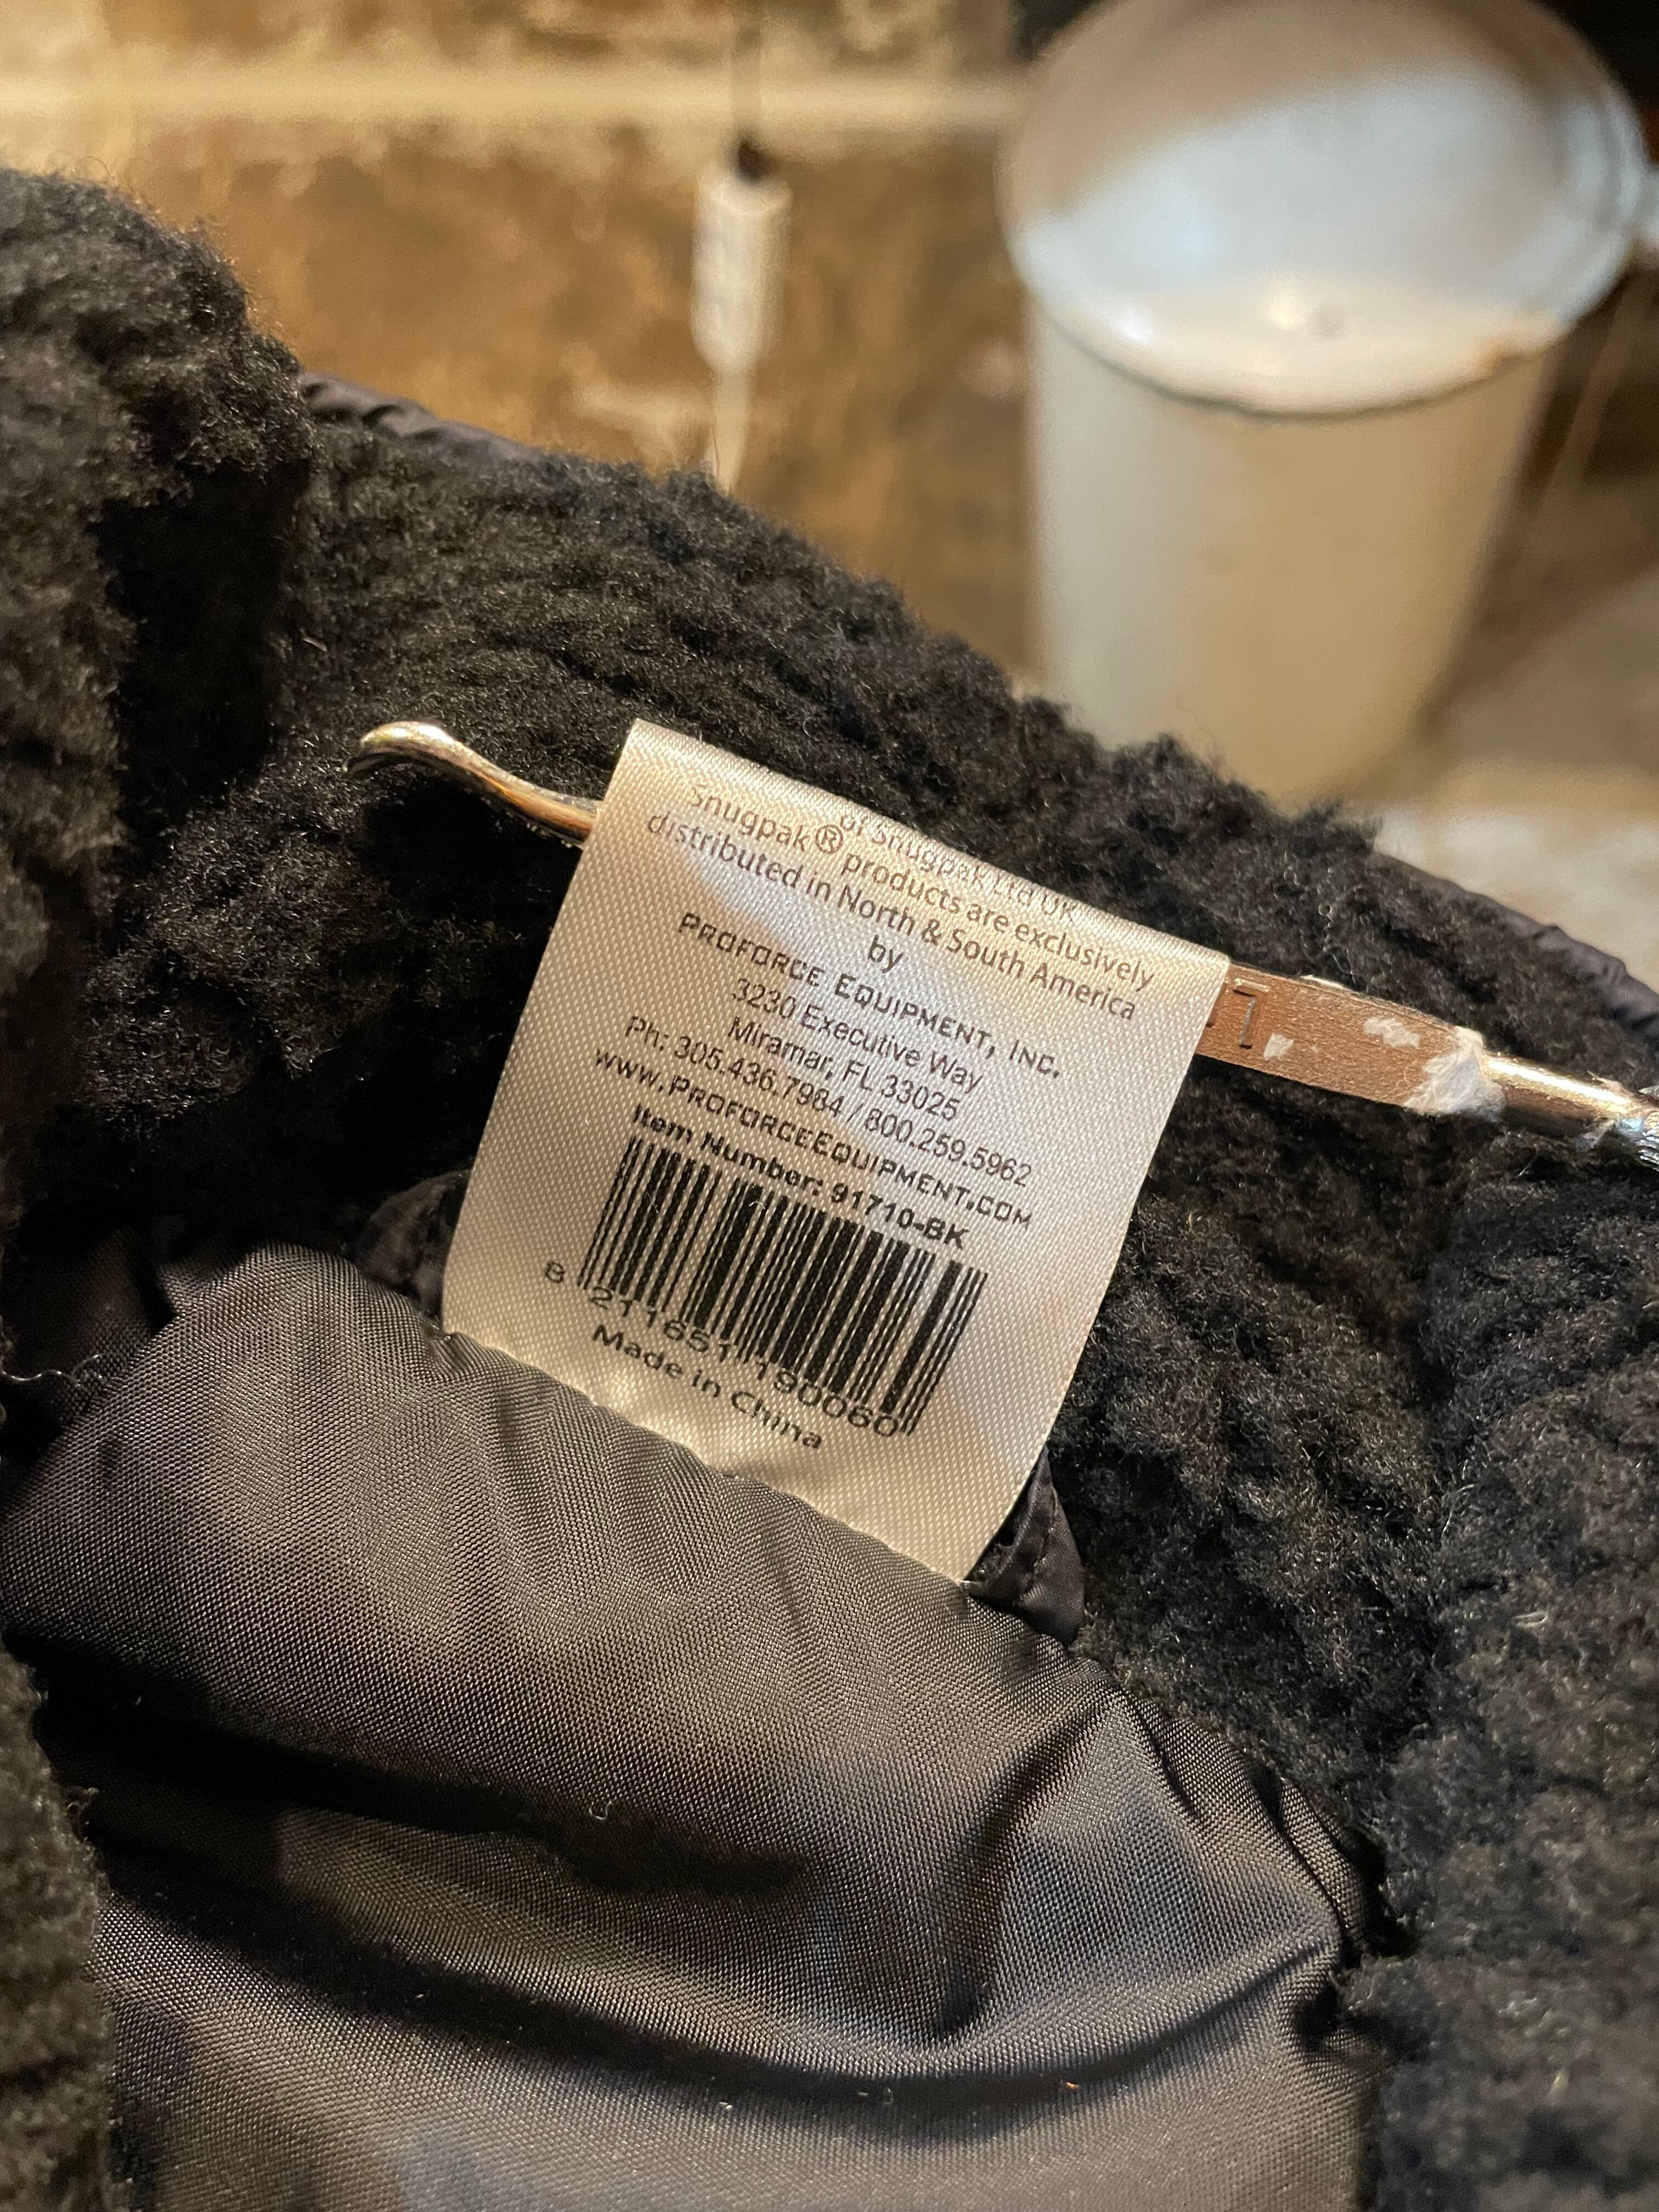 of Snugpak Ltd UK
Snugpak® products are exclusively
distributed in North & South America
by
PROFORCE EQUIPMENT, INC.
3230 Executive Way
Miramar, FL 33025
Ph: 305.436.7984 / 800.259.5962
www.PROFORCEEQUIPMENT.COM
Item Number: 91710-BK
8 21165119 0060
Made in China